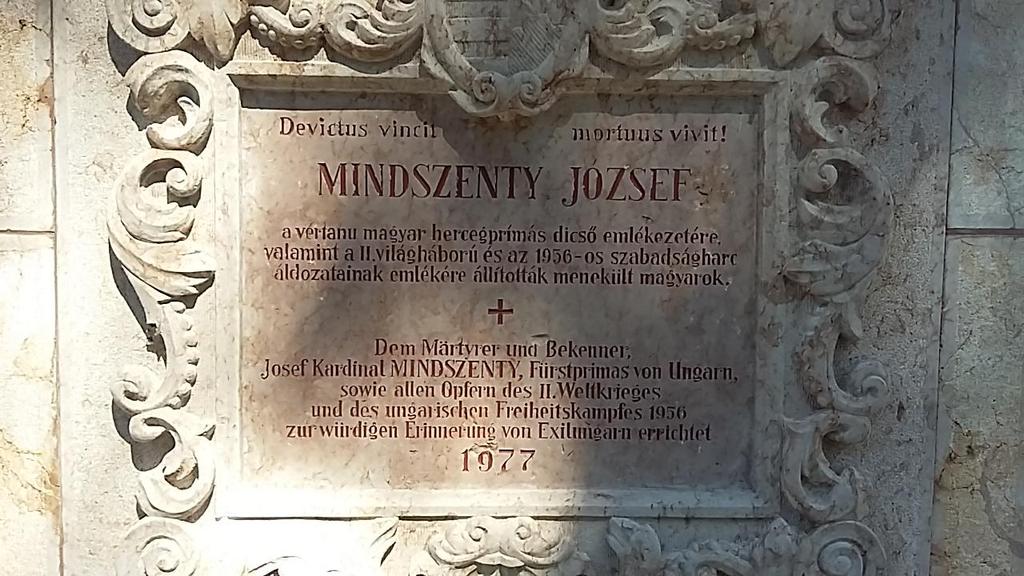 Devictus vincit mortuus vivit!
MINDSZENTY JÓZSEF
a vértanu magyar hercegprímás dicső emlékezetére,
valamint a II.világháború és az 1956-os szabadságharc
áldozatainak emlékére állították menekült magyarok.
Dem Märtyrer und Bekenner,
Josef Kardinal MINDSZENTY, Fürstprimas von Ungarn,
sowie allen Opfern des II.Weltkrieges
und des ungarischen Freiheitskampfes 1956
zur würdigen Erinnerung von Exilungarn errichtet
1977